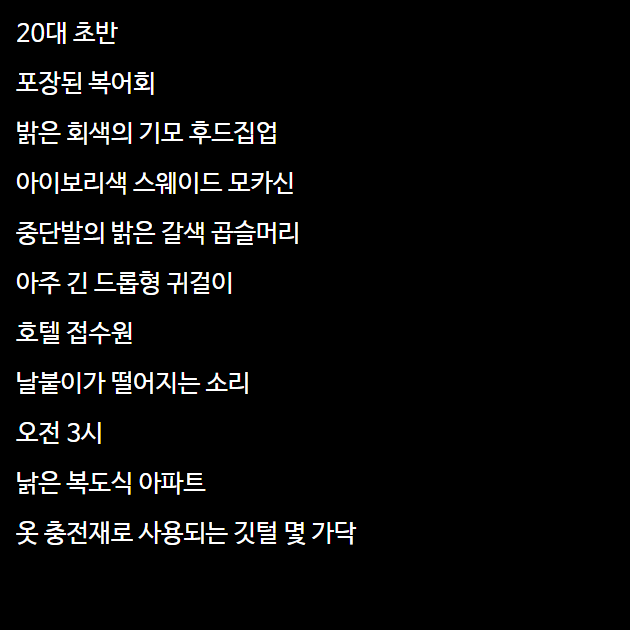 20대 초반
포장된 복어회
밝은 회색의 기모 후드집업
아이보리색 스웨이드 모카신
중단발의 밝은 갈색 곱슬머리
아주 긴 드롭형 귀걸이
호텔 접수원
날붙이가 떨어지는 소리
오전 3시
낡은 복도식 아파트
옷 충전재로 사용되는 깃털 몇 가닥